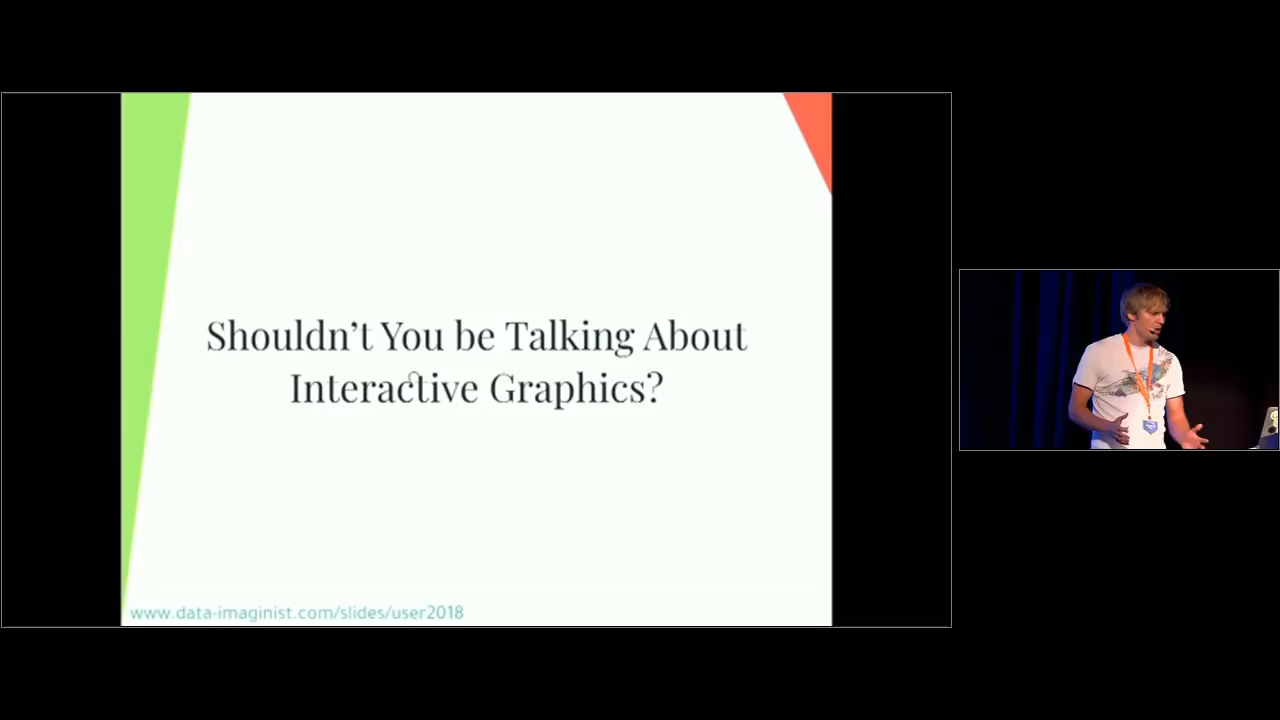 Shouldn’t You be Talking About
Interactive Graphics?
www.data-imaginist.com/slides/user2018